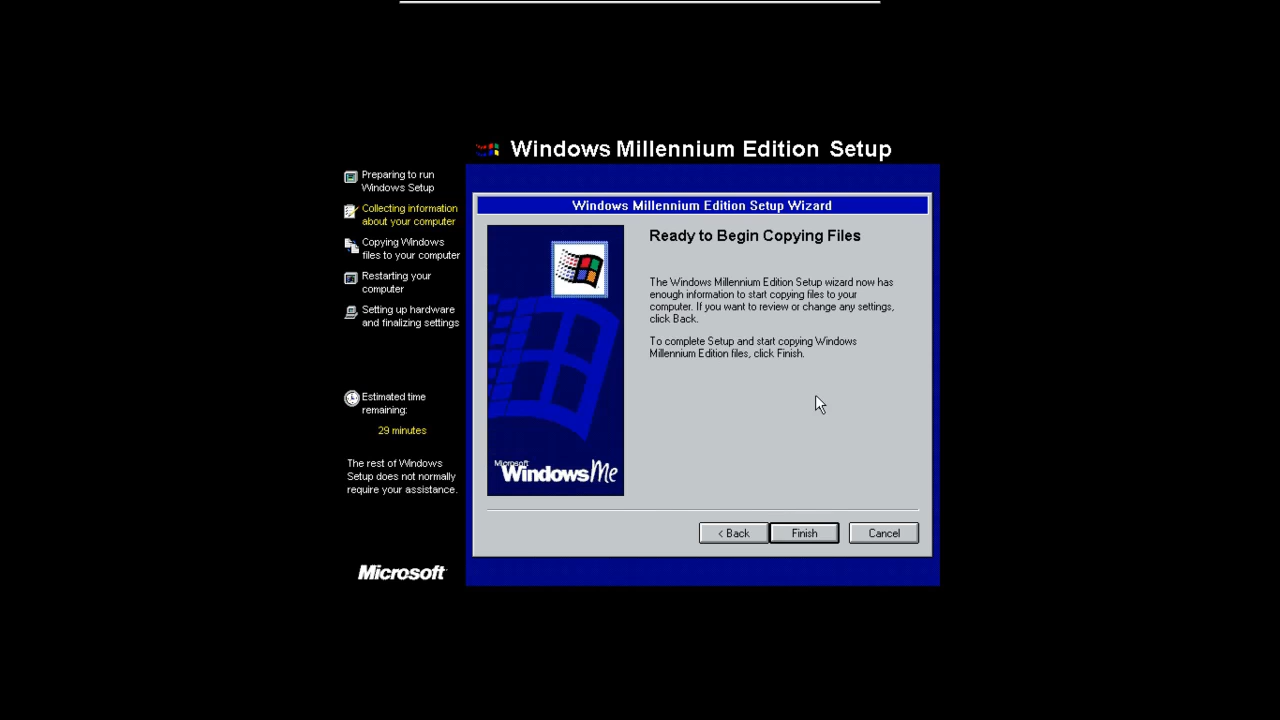 Windows Millennium Edition Setup
Preparing to run
Windows Setup
Collecting information
about your computer
Copying Windows
files to your computer
Restarting your
computer
Setting up hardware
and finalizing settings
Estimated time
remaining:
29 minutes
The rest of Windows
Setup does not normally
require your assistance.
Microsoft
Windows Millennium Edition Setup Wizard
Ready to Begin Copying Files
The Windows Millennium Edition Setup wizard now has
enough information to start copying files to your
computer. If you want to review or change any settings,
click Back.
To complete Setup and start copying Windows
Millennium Edition files, click Finish.
Microsoft
Windows Me
< Back Finish Cancel